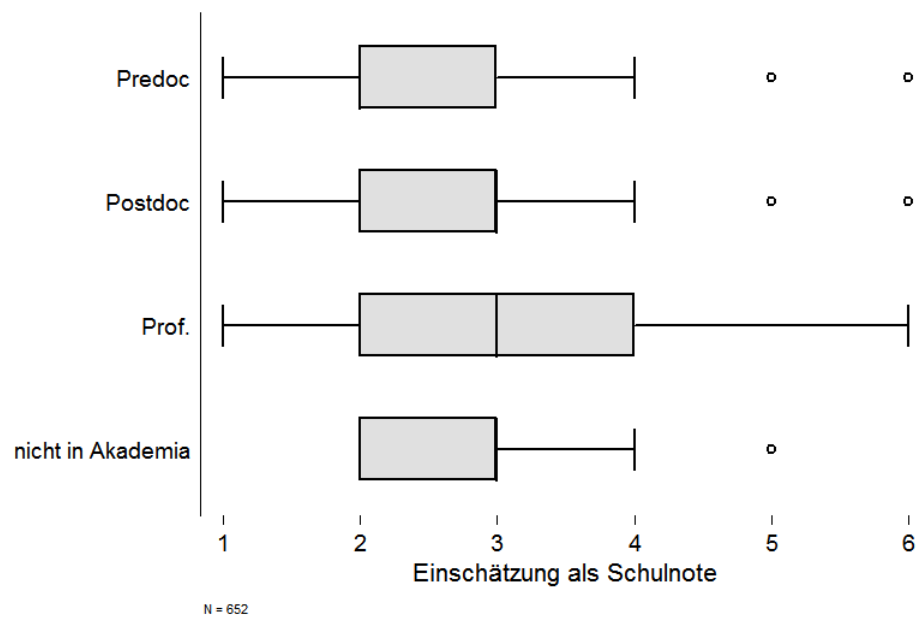 Predoc
Postdoc
Prof.
nicht in Akademia
1 2 3 4 5 6
Einschätzung als Schulnote
N = 652